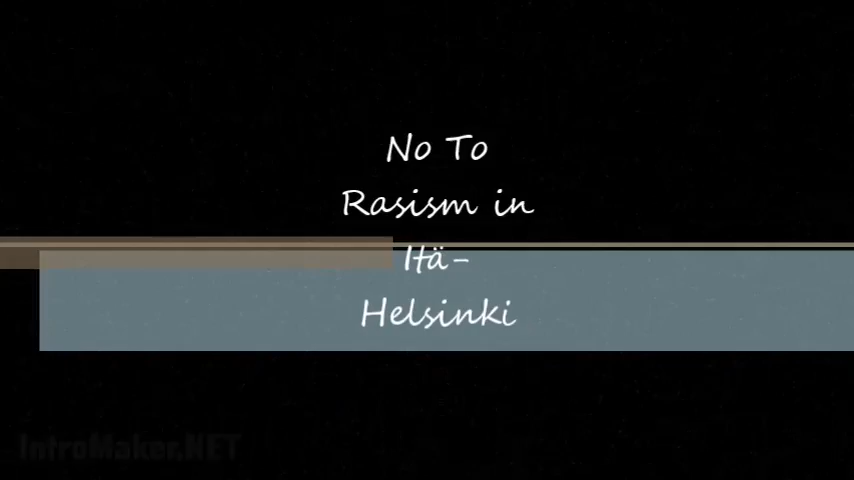 No To
Rasism in
Itä-
Helsinki
IntroMaker.NET